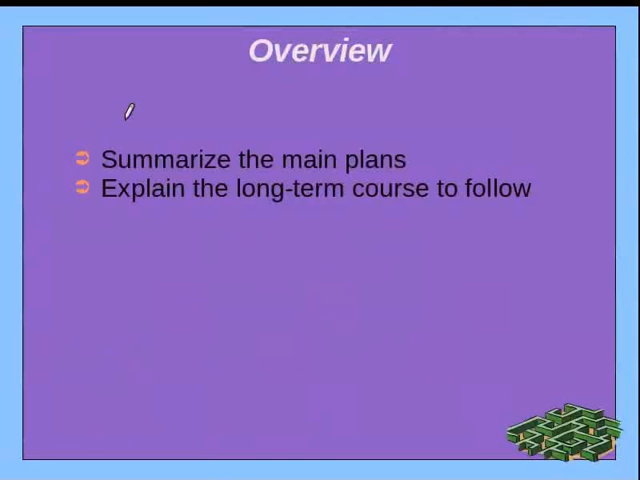 Overview
Summarize the main plans
Explain the long-term course to follow